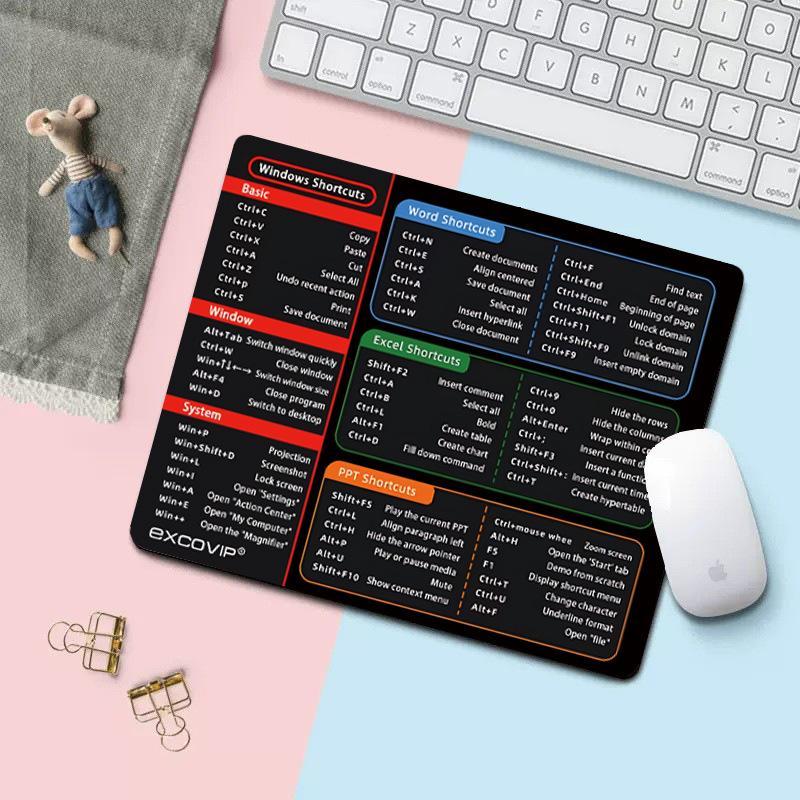 D F G H J U I O
shift Z X C V B N M K L
fn control option command command option
Windows Shortcuts
Basic
Ctrl+C Copy
Ctrl+V Paste
Ctrl+X Cut
Ctrl+A Select All
Ctrl+Z Undo recent action
Ctrl+p Print
Ctrl+S Save document
Window
Alt+Tab Switch window quickly
Ctrl+W Close window
Win+↑↓←→ Switch window size
Alt+F4 Close program
Win+D Switch to desktop
System
Win+P Projection
Win+Shift+D Screenshot
Win+L Lock screen
Win+I Open "Settings"
Win+A Open "Action Center"
Win+E Open "My Computer"
Win++ Open the "Magnifier"
excovip®
Word Shortcuts
Ctrl+N Create documents
Ctrl+E Align centered
Ctrl+S Save document
Ctrl+A Select all
Ctrl+K Insert hyperlink
Ctrl+W Close document
Ctrl+F Find text
Ctrl+End End of page
Ctrl+Home Beginning of page
Ctrl+Shift+F1 Unlock domain
Ctrl+F11 Lock domain
Ctrl+Shift+F9 Unlink domain
Ctrl+F9 Insert empty domain
Excel Shortcuts
Shift+F2 Insert comment
Ctrl+A Select all
Ctrl+B Bold
Ctrl+L Create table
Alt+F1 Create chart
Ctrl+D Fill down command
Ctrl+9 Hide the rows
Ctrl+0 Hide the columns
Alt+Enter Wrap within
Ctrl+; Insert current
Shift+F3 Insert a
Ctrl+Shift+: Insert current time
Ctrl+T Create hypertable
PPT Shortcuts
Shift+F5 Play the current PPT
Ctrl+L Align paragraph left
Ctrl+H Hide the arrow pointer
Alt+P Play or pause media
Alt+U Mute
Shift+F10 Show context menu
Ctrl+mouse whee Zoom screen
Alt+H Open the 'Start' tab
F5 Demo from scratch
F1 Display shortcut menu
Ctrl+T Change character
Ctrl+U Underline format
Alt+F Open "file"